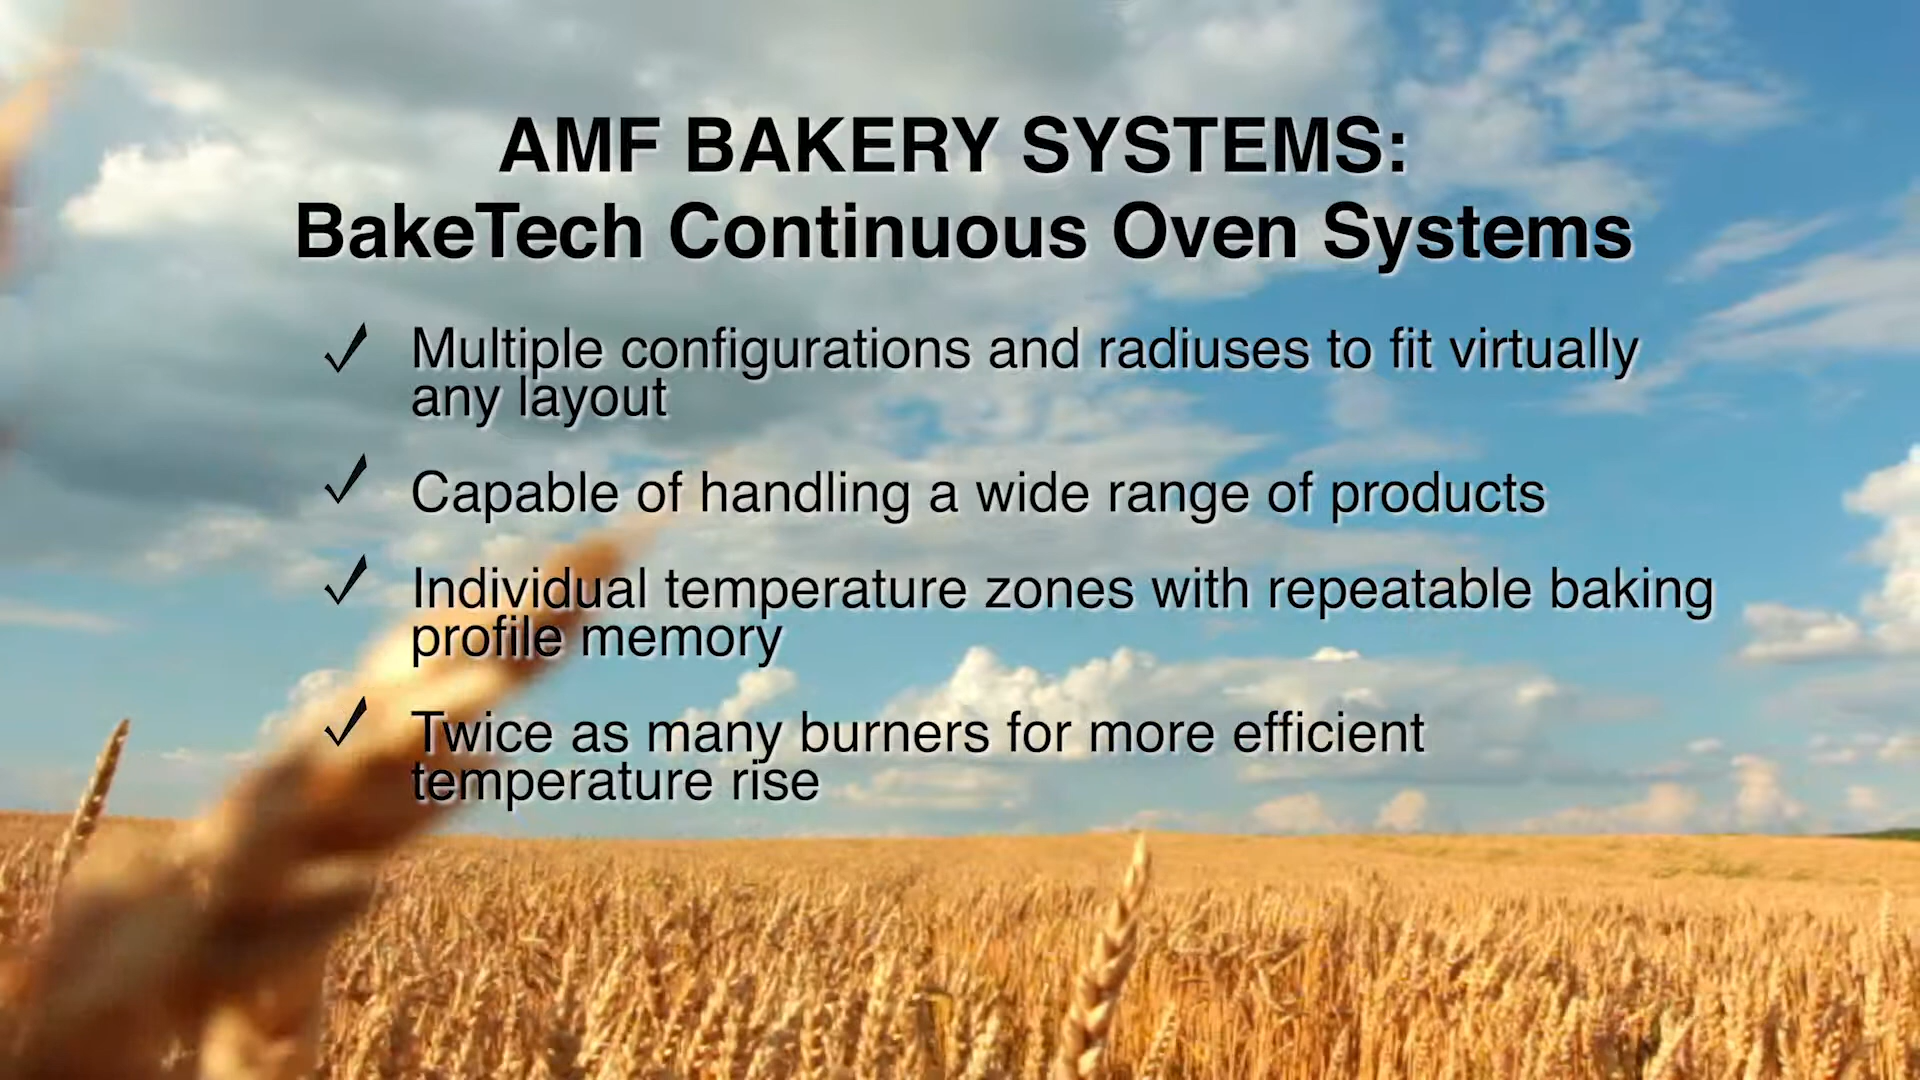 AMF BAKERY SYSTEMS:
BakeTech Continuous Oven Systems
✓ Multiple configurations and radiuses to fit virtually
any layout
✓ Capable of handling a wide range of products
✓ Individual temperature zones with repeatable baking
profile memory
✓ Twice as many burners for more efficient
temperature rise